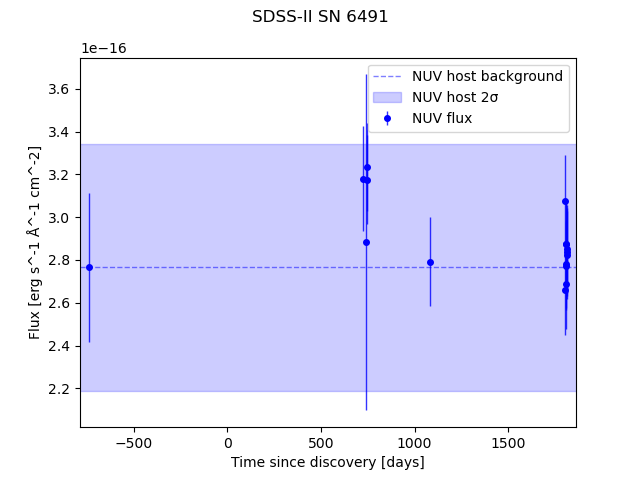 SDSS-II SN 6491
1e−16
NUV host background
NUV host 2σ
NUV flux
3.6
3.4
3.2
3.0
2.8
2.6
2.4
2.2
Flux [erg s^-1 Å^-1 cm^-2]
−500
0
500
1000
1500
Time since discovery [days]